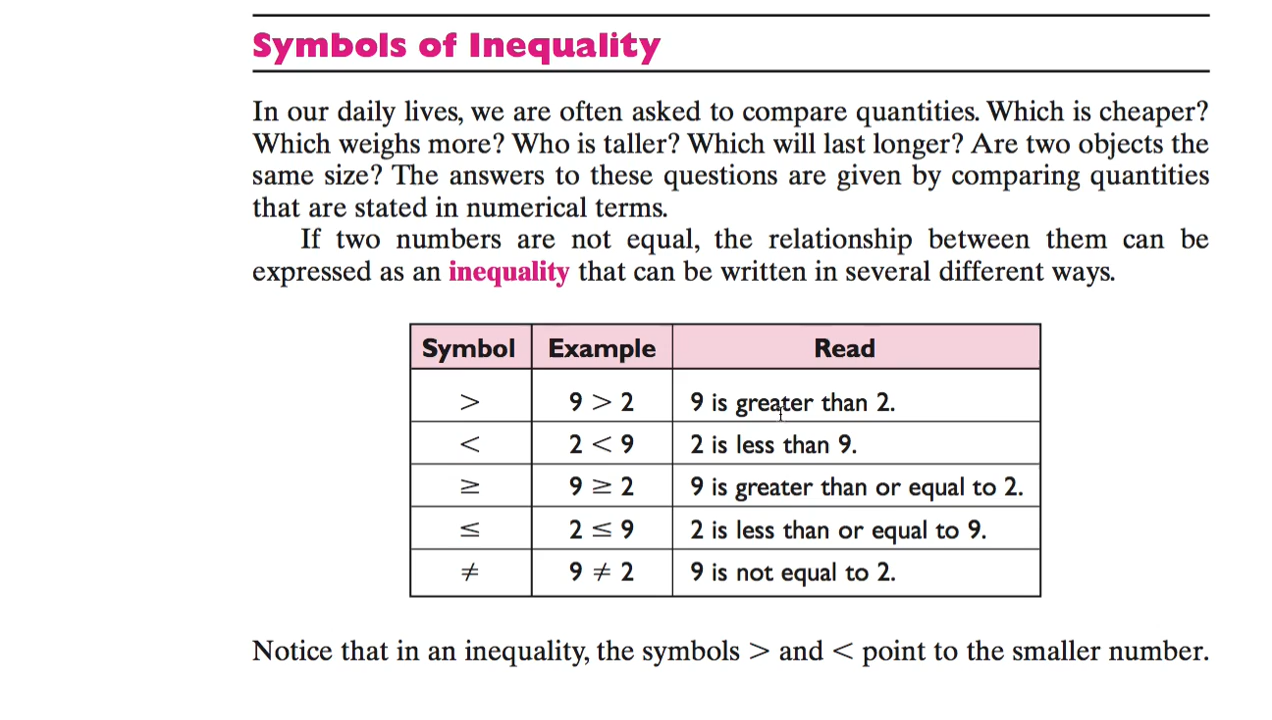 Symbols of Inequality
In our daily lives, we are often asked to compare quantities. Which is cheaper?
Which weighs more? Who is taller? Which will last longer? Are two objects the
same size? The answers to these questions are given by comparing quantities
that are stated in numerical terms.
If two numbers are not equal, the relationship between them can be
expressed as an inequality that can be written in several different ways.
Symbol Example Read
> 9 > 2 9 is greater than 2.
< 2 < 9 2 is less than 9.
≥ 9 ≥ 2 9 is greater than or equal to 2.
≤ 2 ≤ 9 2 is less than or equal to 9.
≠ 9 ≠ 2 9 is not equal to 2.
Notice that in an inequality, the symbols > and < point to the smaller number.